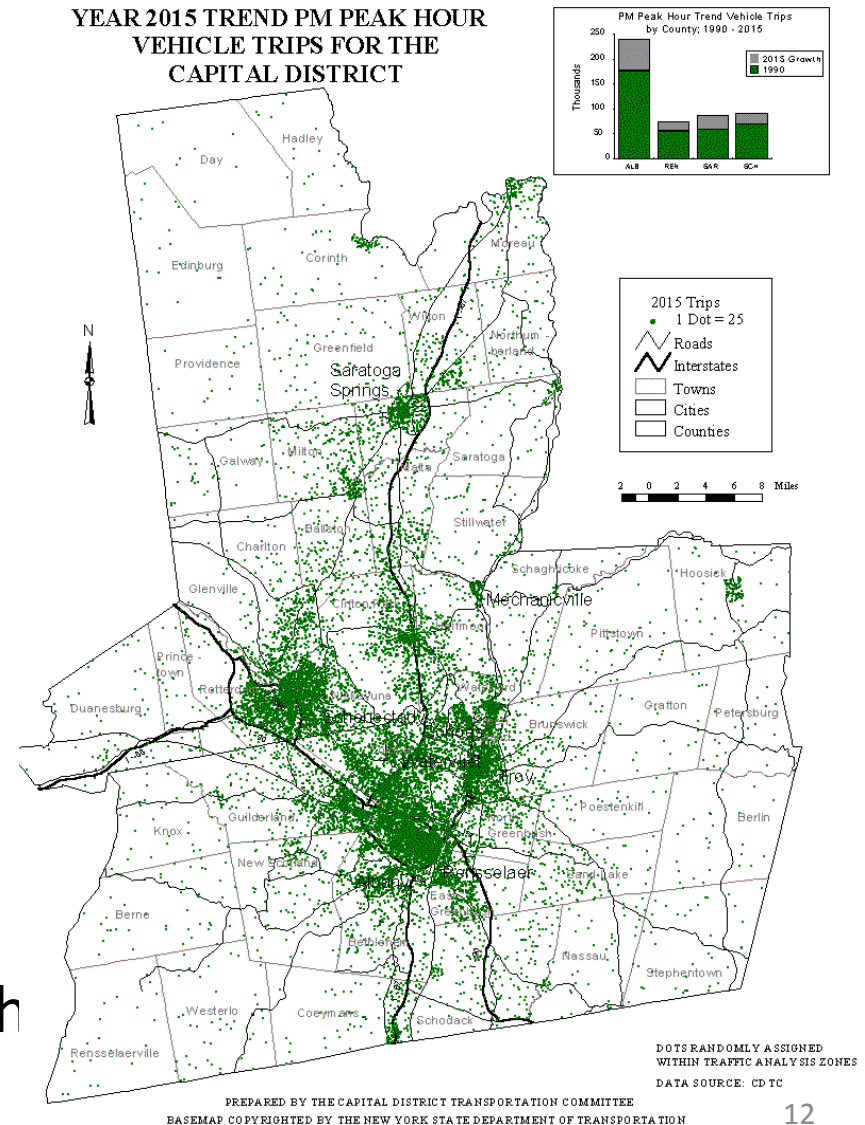 YEAR 2015 TREND PM PEAK HOUR
VEHICLE TRIPS FOR THE
CAPITAL DISTRICT
PM Peak Hour Trend Vehicle Trips
by County; 1990 - 2015
250
200
150
100
50
0
Thousands
2015 Growth
1990
ALB
REN
SAR
SCH
Hadley
Day
Edinburg
Corinth
Moreau
Wilton
Northum
berland
Greenfield
Providence
Saratoga
Springs
N
2015 Trips
1 Dot = 25
Roads
Interstates
Towns
Cities
Counties
2 0 2 4 6 8 Miles
Galway
Milton
Malta
Saratoga
Stillwater
Ballston
Charlton
Glenville
Schaghticoke
Hoosick
Mechanicville
Pittstown
Prince -
town
Duanesburg
Waterford
Brunswick
Grafton
Petersburg
Troy
Poestenkill
Berlin
Guilderland
Knox
North
Greenbush
New Scotland
Rensselaer
Sand Lake
Albany
East
Berne
Bethlehem
Nassau
Stephentown
Westerlo
Coeymans
Schodack
Rensselaerville
h
DOTS RANDOMLY ASSIGNED
WITHIN TRAFFIC ANALYSIS ZONES
DATA SOURCE: CDTC
PREPARED BY THE CAPITAL DISTRICT TRANSPORTATION COMMITTEE
BASEMAP COPYRIGHTED BY THE NEW YORK STATE DEPARTMENT OF TRANSPORTATION
12